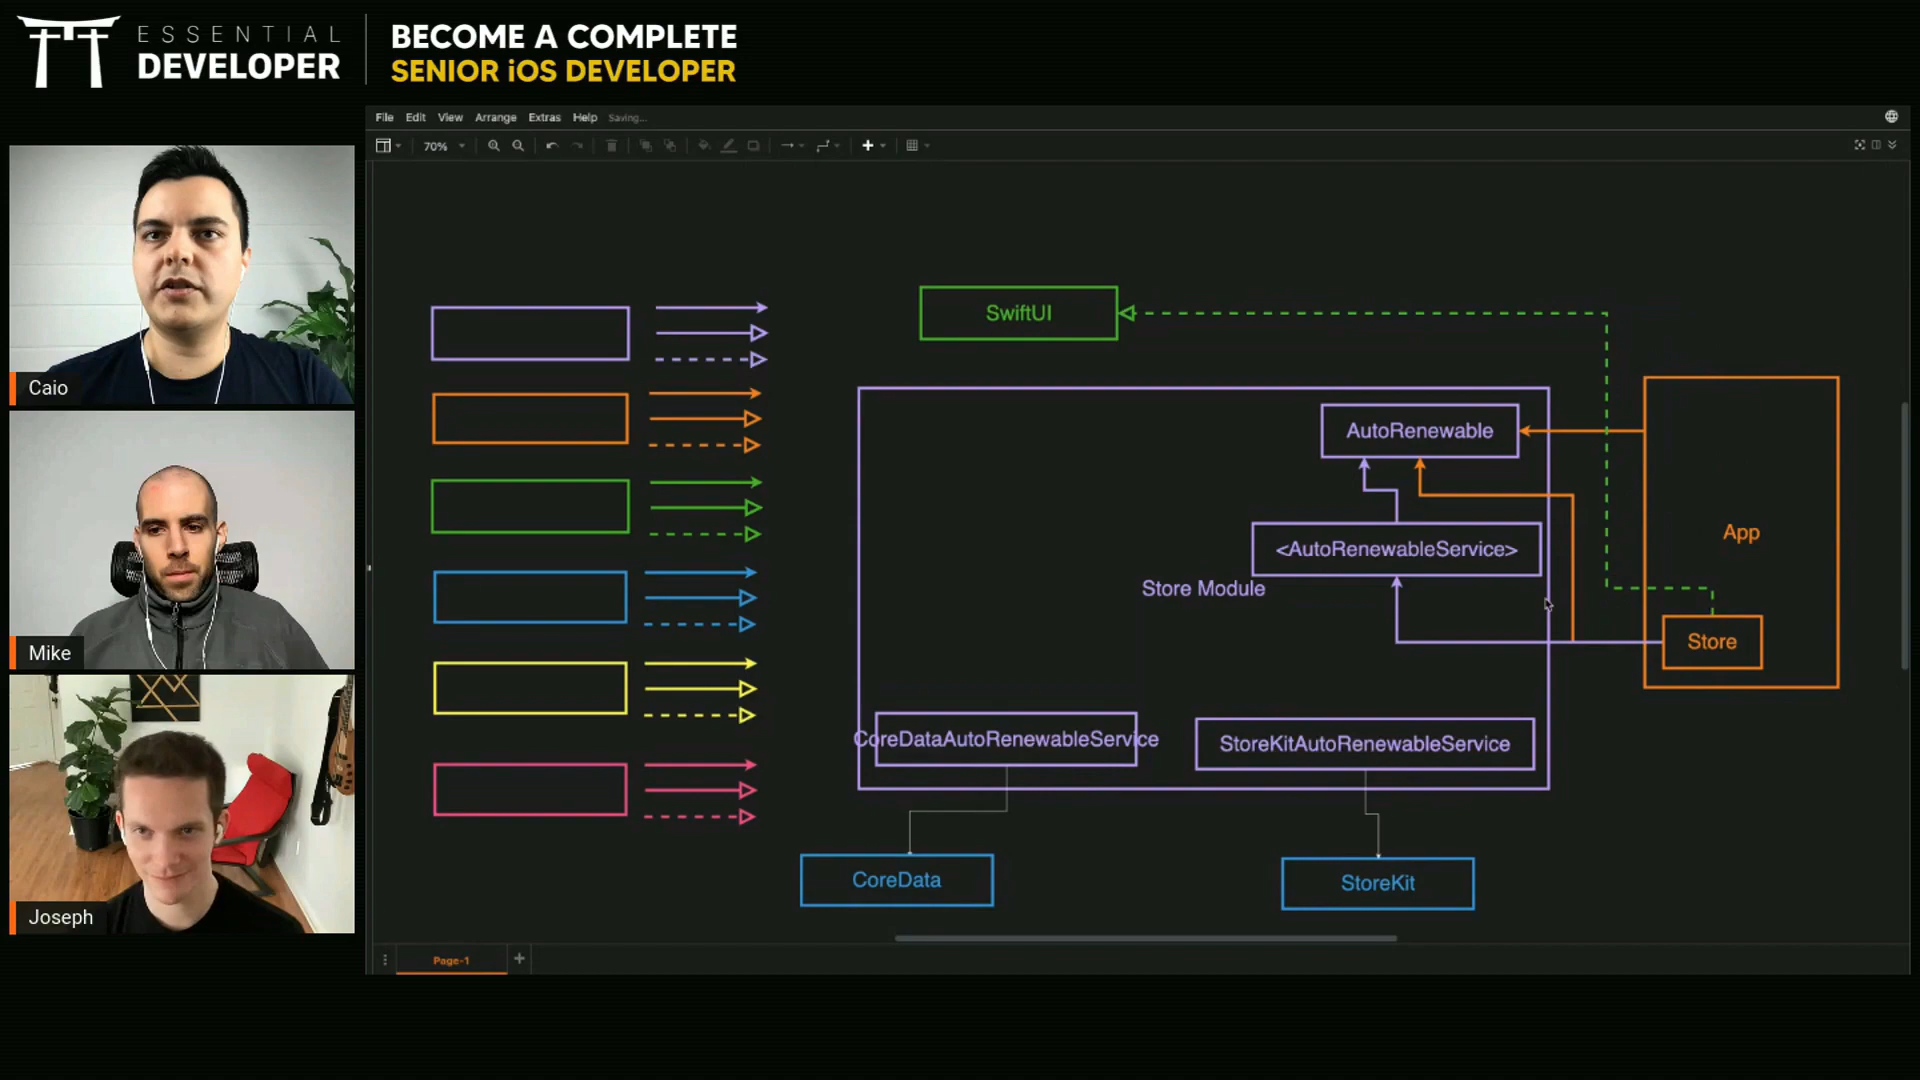 ESSENTIAL
DEVELOPER
BECOME A COMPLETE
SENIOR iOS DEVELOPER
File Edit View Arrange Extras Help Saving...
70%
Caio
Mike
Joseph
SwiftUI
AutoRenewable
<AutoRenewableService>
Store Module
App
Store
CoreDataAutoRenewableService
StoreKitAutoRenewableService
CoreData
StoreKit
Page-1